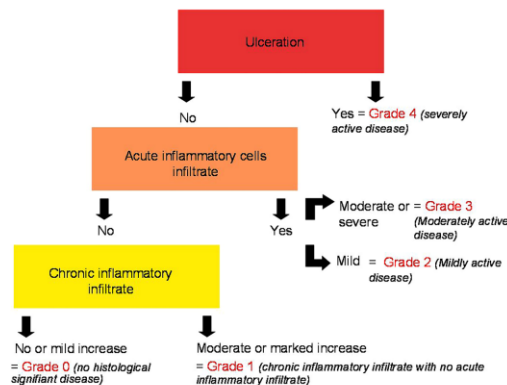 Ulceration
No
Yes = Grade 4 (severely
active disease)
Acute inflammatory cells
infiltrate
No
Yes
Moderate or = Grade 3
severe (Moderately active
disease)
Mild = Grade 2 (Mildly active
disease)
Chronic inflammatory
infiltrate
No or mild increase
= Grade 0 (no histological
signifiant disease)
Moderate or marked increase
= Grade 1 (chronic inflammatory infiltrate with no acute
inflammatory infiltrate)